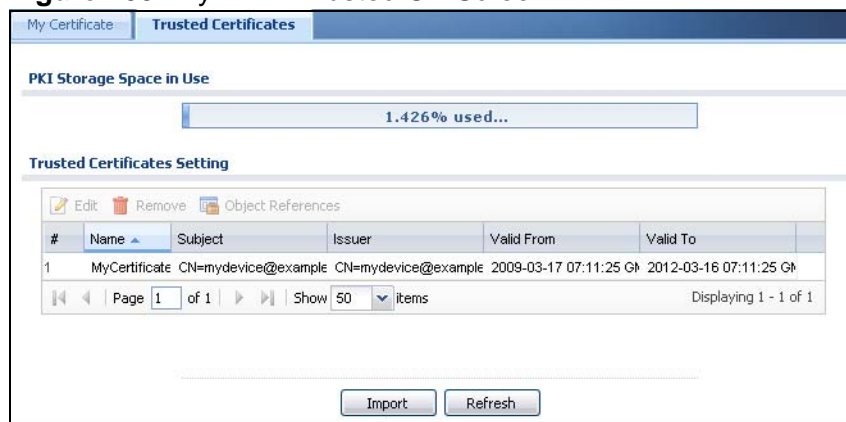 My Certificate Trusted Certificates
PKI Storage Space in Use
1.426% used...
Trusted Certificates Setting
Edit Remove Object References
# Name Subject Issuer Valid From Valid To
1 MyCertificate CN=mydevice@example CN=mydevice@example 2009-03-17 07:11:25 GM 2012-03-16 07:11:25 GM
Page 1 of 1 Show 50 items Displaying 1 - 1 of 1
Import Refresh